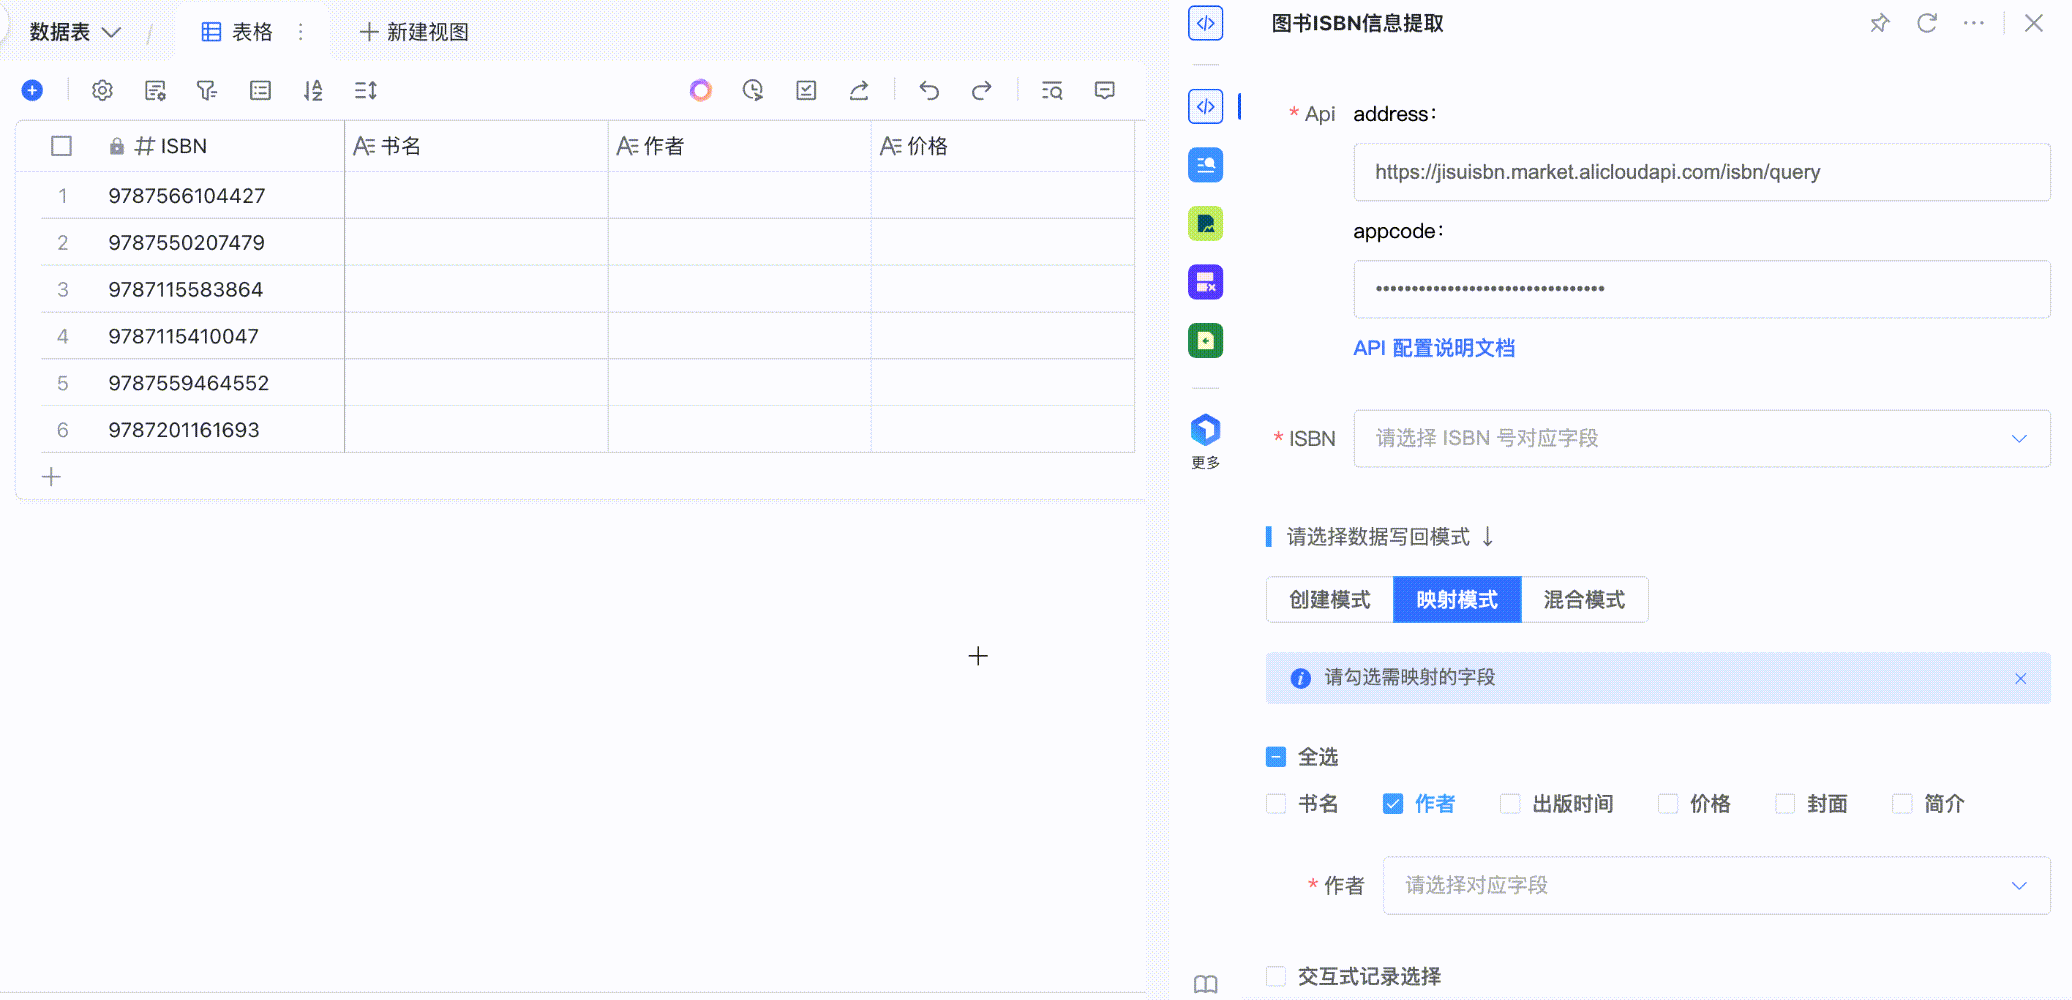 数据表 / 表格 新建视图
ISBN 书名 作者 价格
1 9787566104427
2 9787550207479
3 9787115583864
4 9787115410047
5 9787559464552
6 9787201161693
更多
图书ISBN信息提取
* Api address：
https://jisuisbn.market.alicloudapi.com/isbn/query
appcode：
••••••••••••••••••••••••••••••••
API 配置说明文档
* ISBN 请选择 ISBN 号对应字段
请选择数据写回模式 ↓
创建模式 映射模式 混合模式
请勾选需映射的字段
全选
书名 作者 出版时间 价格 封面 简介
* 作者 请选择对应字段
交互式记录选择